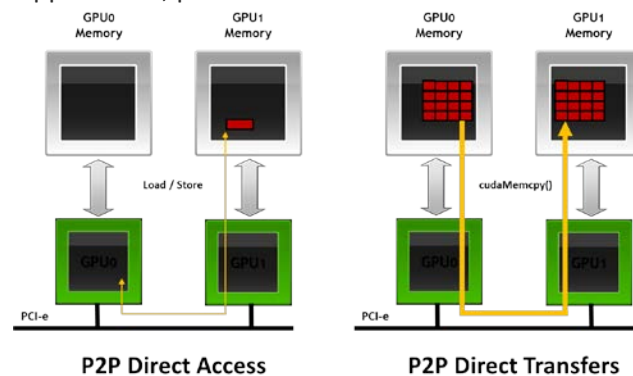 GPU0
Memory
GPU1
Memory
Load / Store
GPU0
GPU1
PCI-e
P2P Direct Access
GPU0
Memory
GPU1
Memory
cudaMemcpy()
GPU0
GPU1
PCI-e
P2P Direct Transfers